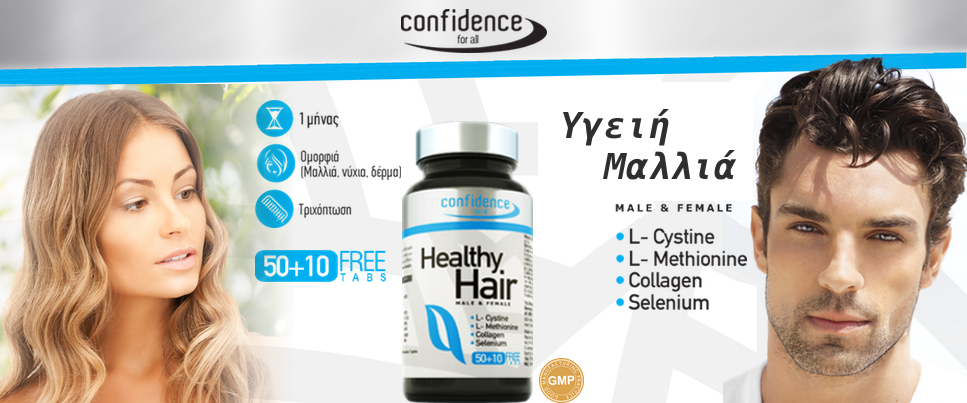 confidence
for all
1 μήνας
Ομορφιά
(Μαλλιά, νύχια, δέρμα)
Τριχόπτωση
50+10 FREE
TABS
confidence
Healthy
Hair
MALE & FEMALE
L- Cystine
L- Methionine
Collagen
Selenium
50+10 FREE
Υγειή
Μαλλιά
MALE & FEMALE
• L- Cystine
• L- Methionine
• Collagen
• Selenium
GMP